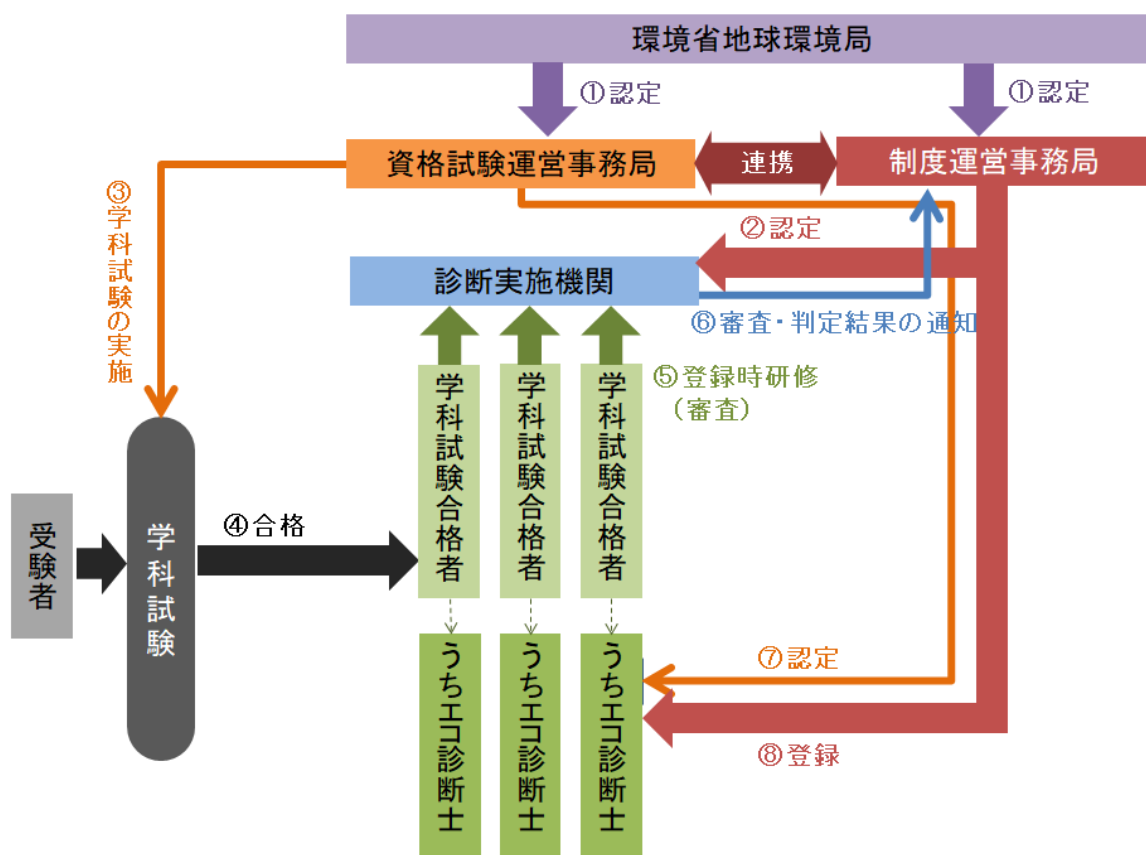 環境省地球環境局
①認定
①認定
資格試験運営事務局
連携
制度運営事務局
③学科試験の実施
②認定
診断実施機関
⑥審査・判定結果の通知
⑤登録時研修
(審査)
学科試験合格者
学科試験合格者
学科試験合格者
受験者
学科試験
④合格
うちエコ診断士
うちエコ診断士
うちエコ診断士
⑦認定
⑧登録